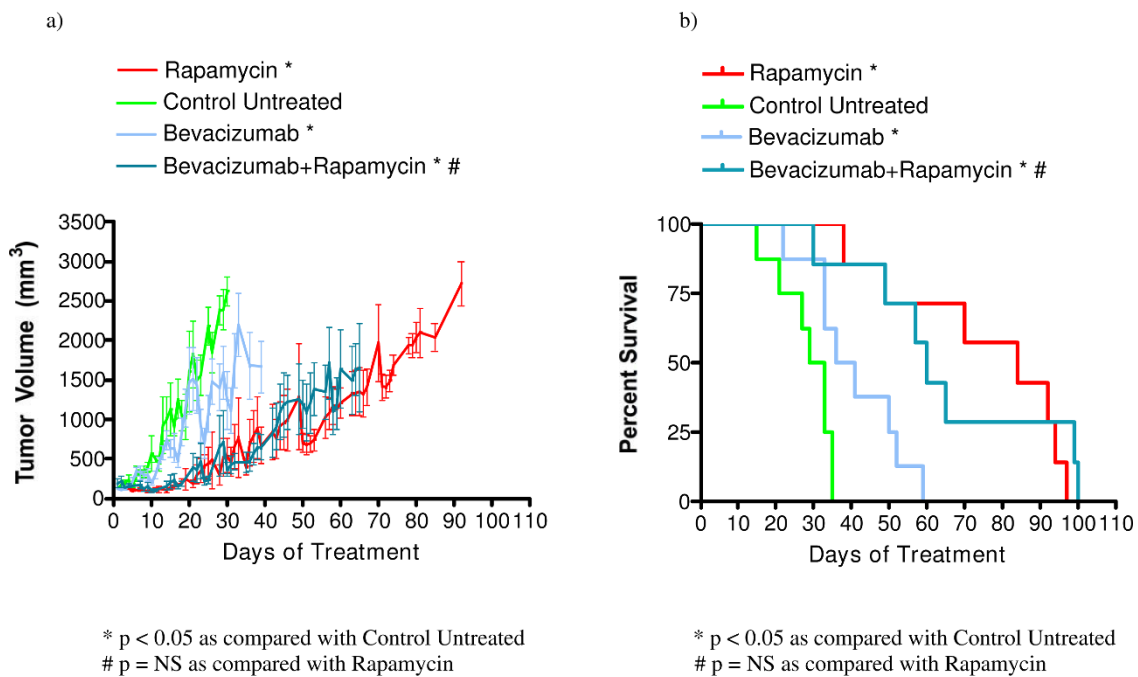 a)
Rapamycin *
Control Untreated
Bevacizumab *
Bevacizumab+Rapamycin * #
Tumor Volume (mm³)
3500
3000
2500
2000
1500
1000
500
0
0 10 20 30 40 50 60 70 80 90 100 110
Days of Treatment
* p < 0.05 as compared with Control Untreated
# p = NS as compared with Rapamycin
b)
Rapamycin *
Control Untreated
Bevacizumab *
Bevacizumab+Rapamycin * #
Percent Survival
100
75
50
25
0
0 10 20 30 40 50 60 70 80 90 100 110
Days of Treatment
* p < 0.05 as compared with Control Untreated
# p = NS as compared with Rapamycin